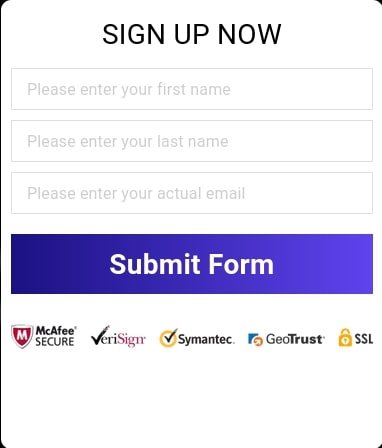 SIGN UP NOW
Please enter your first name
Please enter your last name
Please enter your actual email
Submit Form
McAfee SECURE
VeriSign
Symantec.
GeoTrust
SSL